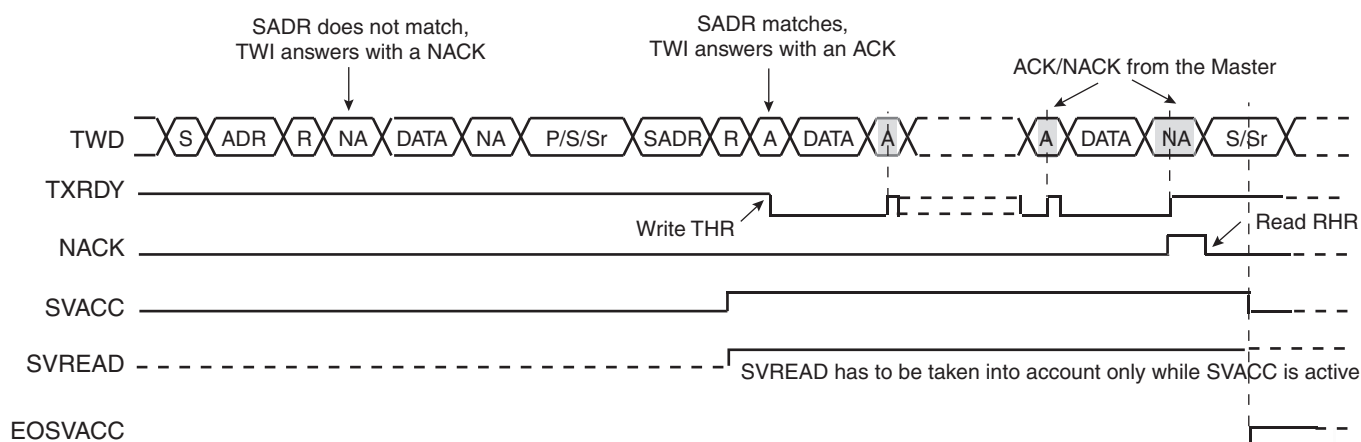 SADR does not match,
TWI answers with a NACK
SADR matches,
TWI answers with an ACK
ACK/NACK from the Master
TWD S ADR R NA DATA NA P/S/Sr SADR R A DATA A A DATA NA S/Sr
TXRDY
Write THR
Read RHR
NACK
SVACC
SVREAD
SVREAD has to be taken into account only while SVACC is active
EOSVACC